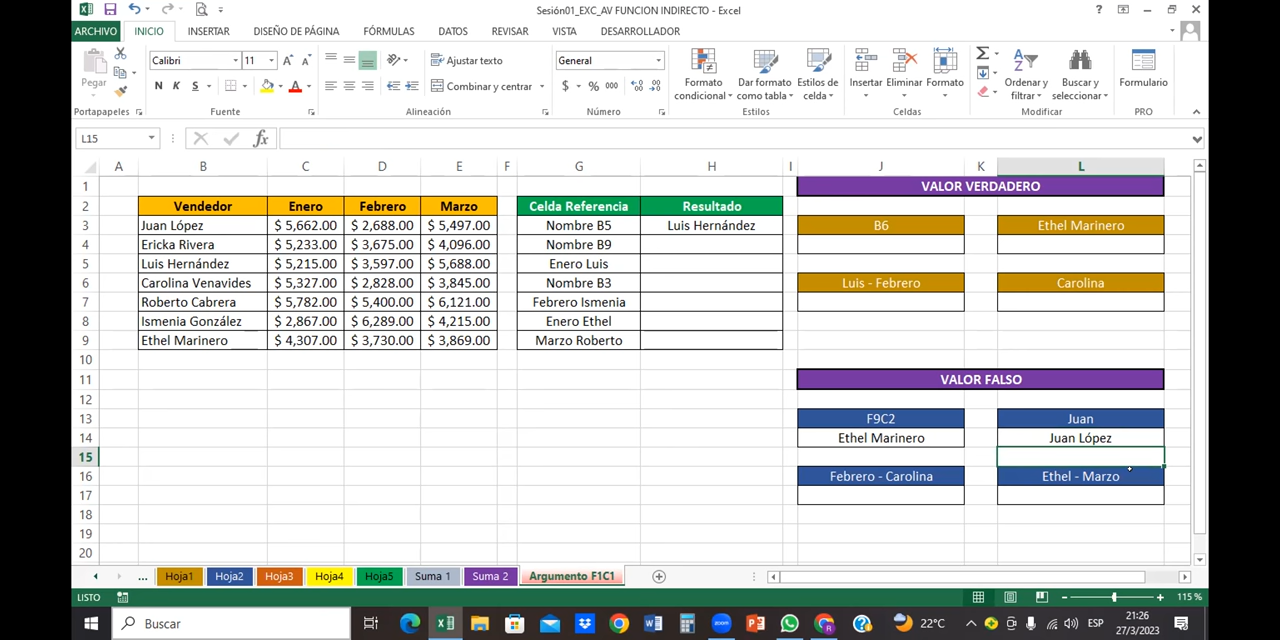 Sesión01_EXC_AV FUNCION INDIRECTO - Excel
ARCHIVO INICIO INSERTAR DISEÑO DE PÁGINA FÓRMULAS DATOS REVISAR VISTA DESARROLLADOR
Calibri 11 Ajustar texto General
Pegar N K S Combinar y centrar $ % 000
Formato condicional Dar formato como tabla Estilos de celda Insertar Eliminar Formato Ordenar y filtrar Buscar y seleccionar Formulario
Portapapeles Fuente Alineación Número Estilos Celdas Modificar PRO
L15 fx
A B C D E F G H I J K L
1 VALOR VERDADERO
2 Vendedor Enero Febrero Marzo Celda Referencia Resultado
3 Juan López $ 5,662.00 $ 2,688.00 $ 5,497.00 Nombre B5 Luis Hernández B6 Ethel Marinero
4 Ericka Rivera $ 5,233.00 $ 3,675.00 $ 4,096.00 Nombre B9
5 Luis Hernández $ 5,215.00 $ 3,597.00 $ 5,688.00 Enero Luis
6 Carolina Venavides $ 5,327.00 $ 2,828.00 $ 3,845.00 Nombre B3 Luis - Febrero Carolina
7 Roberto Cabrera $ 5,782.00 $ 5,400.00 $ 6,121.00 Febrero Ismenia
8 Ismenia González $ 2,867.00 $ 6,289.00 $ 4,215.00 Enero Ethel
9 Ethel Marinero $ 4,307.00 $ 3,730.00 $ 3,869.00 Marzo Roberto
10
11 VALOR FALSO
12
13 F9C2 Juan
14 Ethel Marinero Juan López
15
16 Febrero - Carolina Ethel - Marzo
17
18
19
20
... Hoja1 Hoja2 Hoja3 Hoja4 Hoja5 Suma 1 Suma 2 Argumento F1C1
LISTO 115 %
Buscar 22°C ESP 21:26
27/3/2023